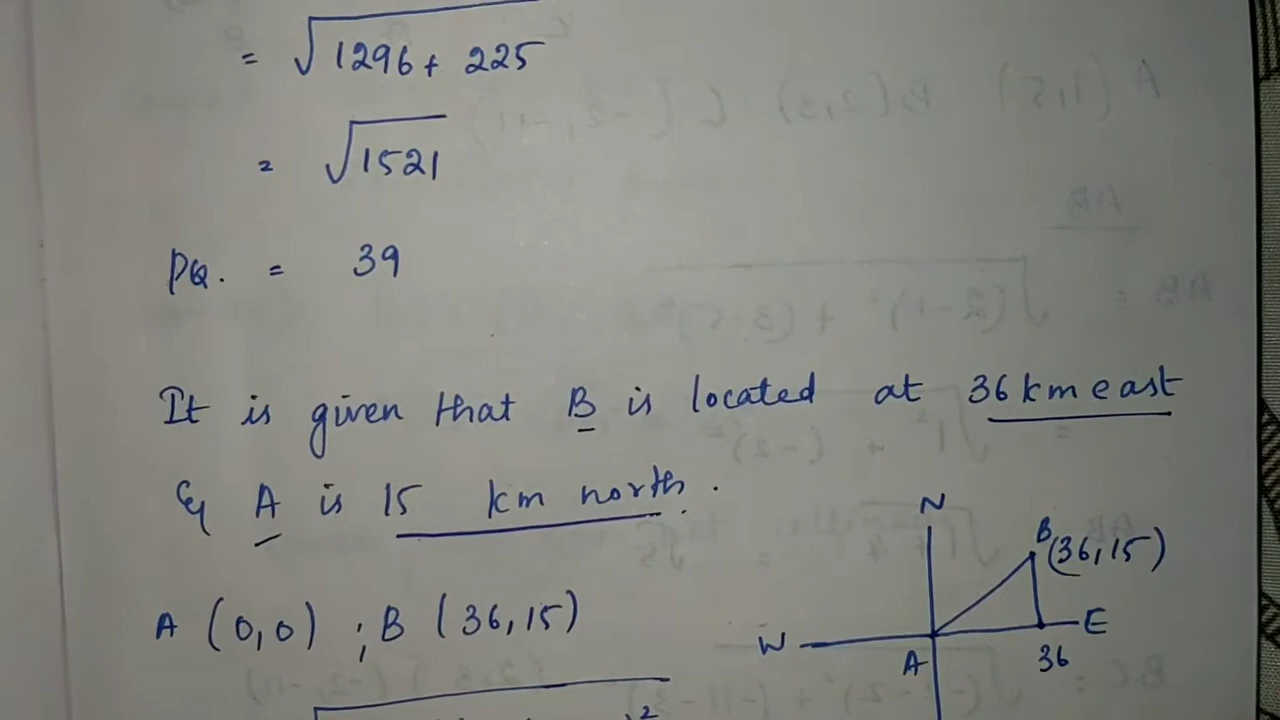 = √1296 + 225
= √1521
PQ. = 39
It is given that B is located at 36 km east
& A is 15 km north.
N
B (36,15)
A (0,0) ; B (36,15)
W
E
A
36
2